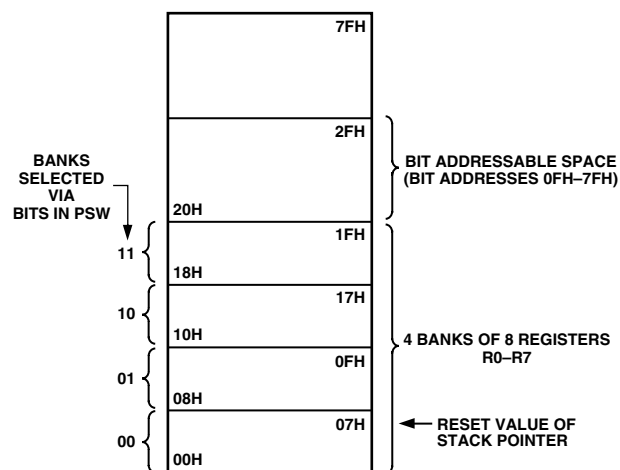 7FH
2FH
BANKS
SELECTED
VIA
BITS IN PSW
BIT ADDRESSABLE SPACE
(BIT ADDRESSES 0FH–7FH)
20H
11
1FH
18H
10
17H
10H
4 BANKS OF 8 REGISTERS
R0–R7
01
0FH
08H
00
07H
00H
RESET VALUE OF
STACK POINTER